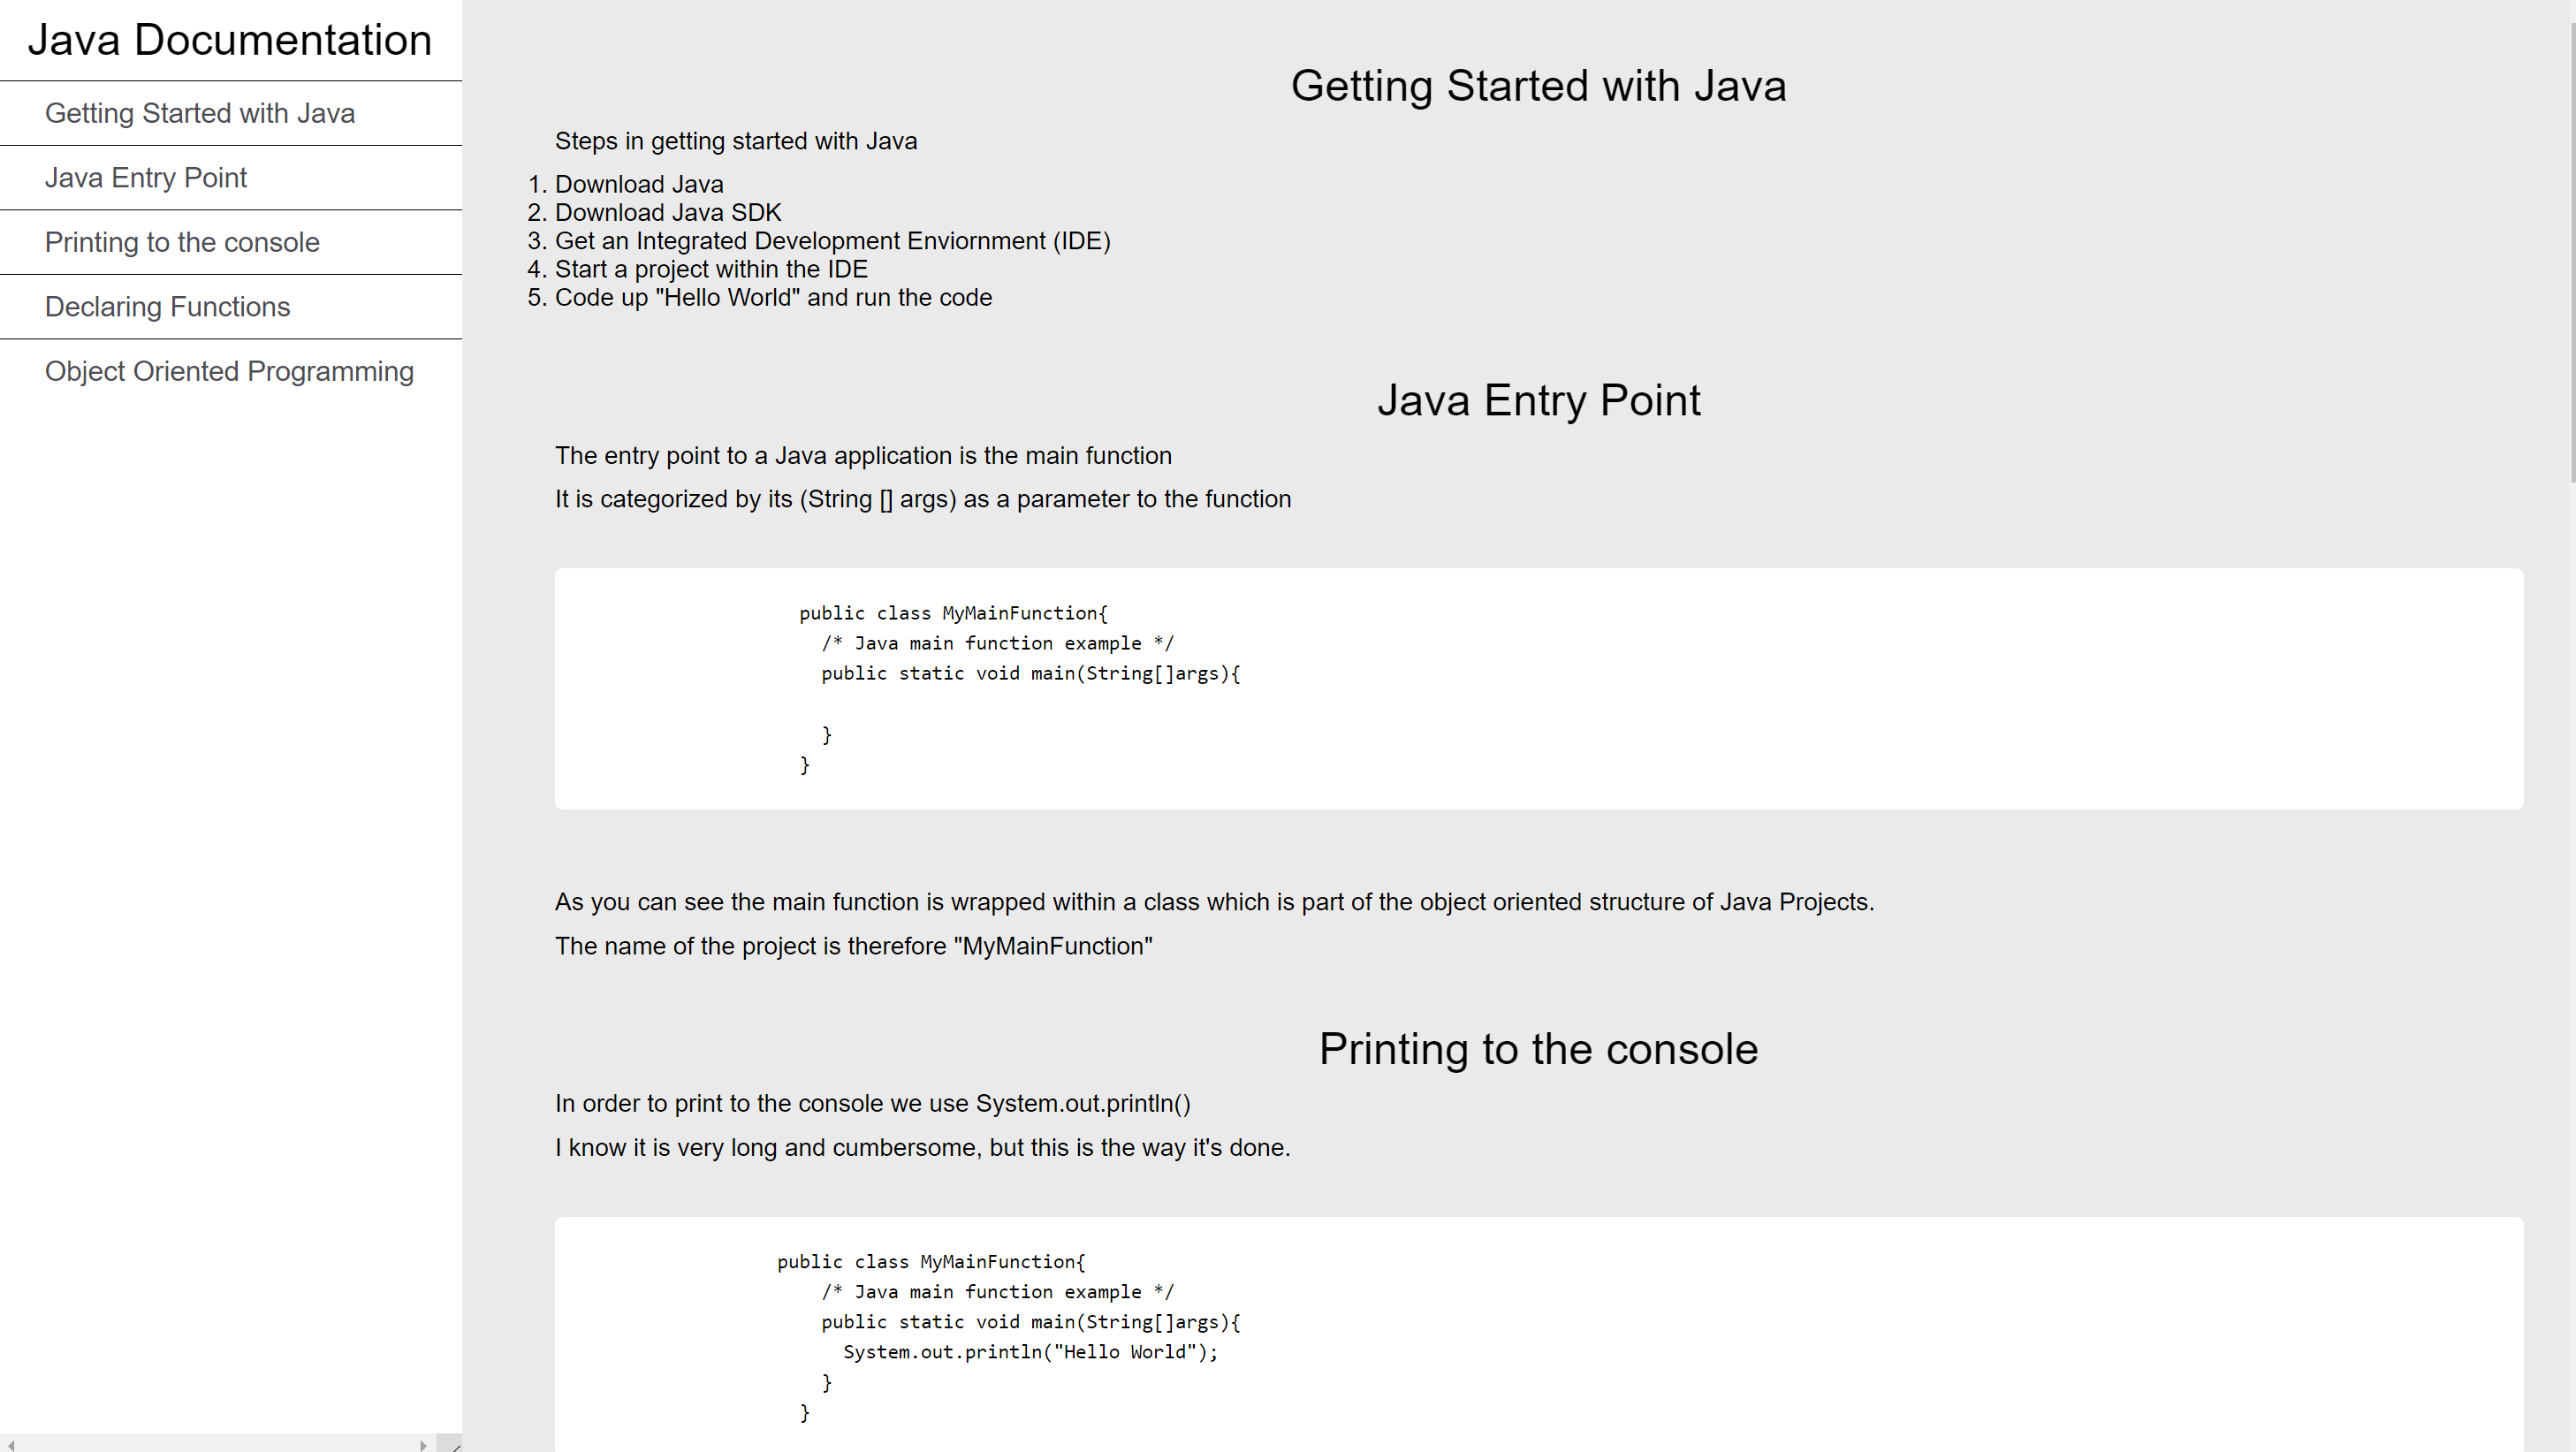 Java Documentation
Getting Started with Java
Java Entry Point
Printing to the console
Declaring Functions
Object Oriented Programming
Getting Started with Java
Steps in getting started with Java
1. Download Java
2. Download Java SDK
3. Get an Integrated Development Enviornment (IDE)
4. Start a project within the IDE
5. Code up "Hello World" and run the code
Java Entry Point
The entry point to a Java application is the main function
It is categorized by its (String [] args) as a parameter to the function
public class MyMainFunction{
/* Java main function example */
public static void main(String[]args){
}
}
As you can see the main function is wrapped within a class which is part of the object oriented structure of Java Projects.
The name of the project is therefore "MyMainFunction"
Printing to the console
In order to print to the console we use System.out.println()
I know it is very long and cumbersome, but this is the way it's done.
public class MyMainFunction{
/* Java main function example */
public static void main(String[]args){
System.out.println("Hello World");
}
}